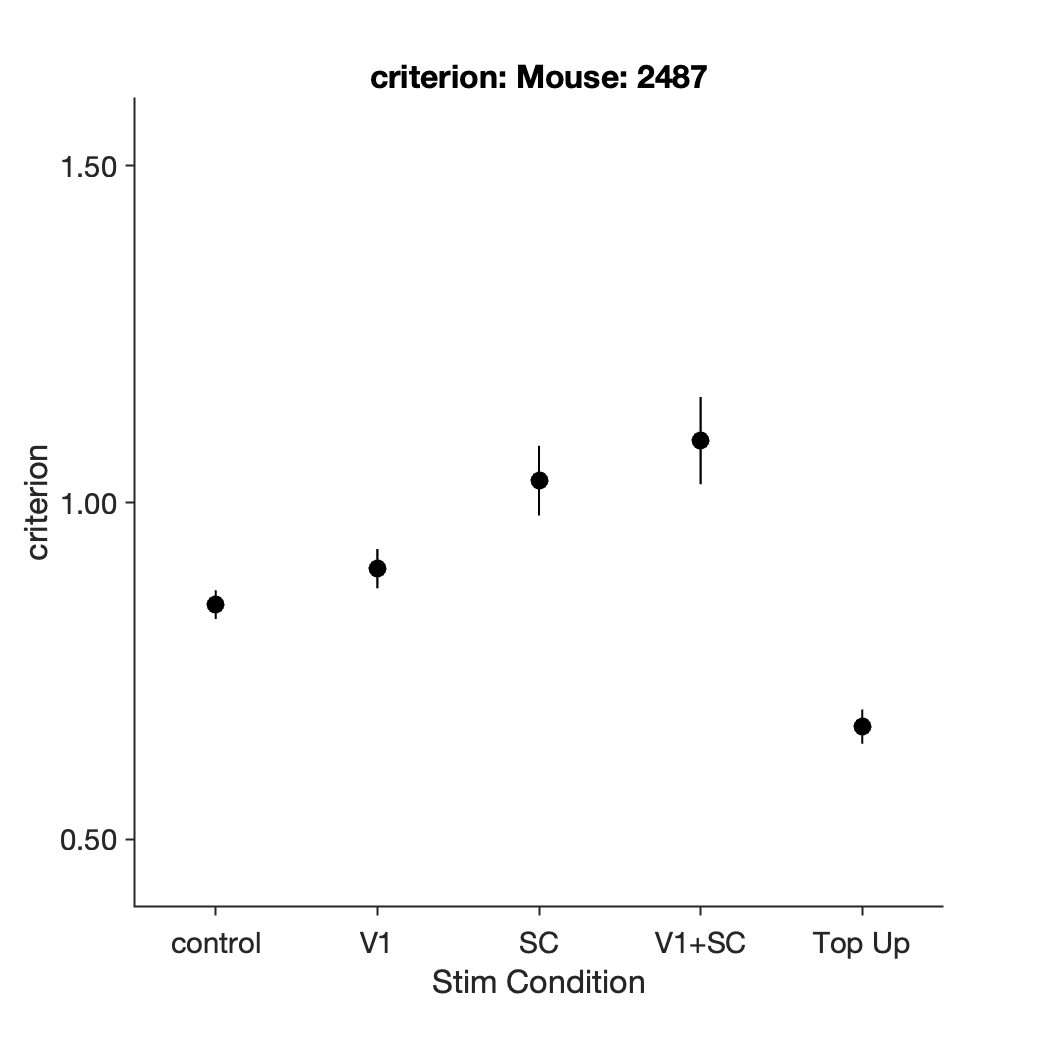 criterion: Mouse: 2487
1.50
1.00
0.50
criterion
control V1 SC V1+SC Top Up
Stim Condition